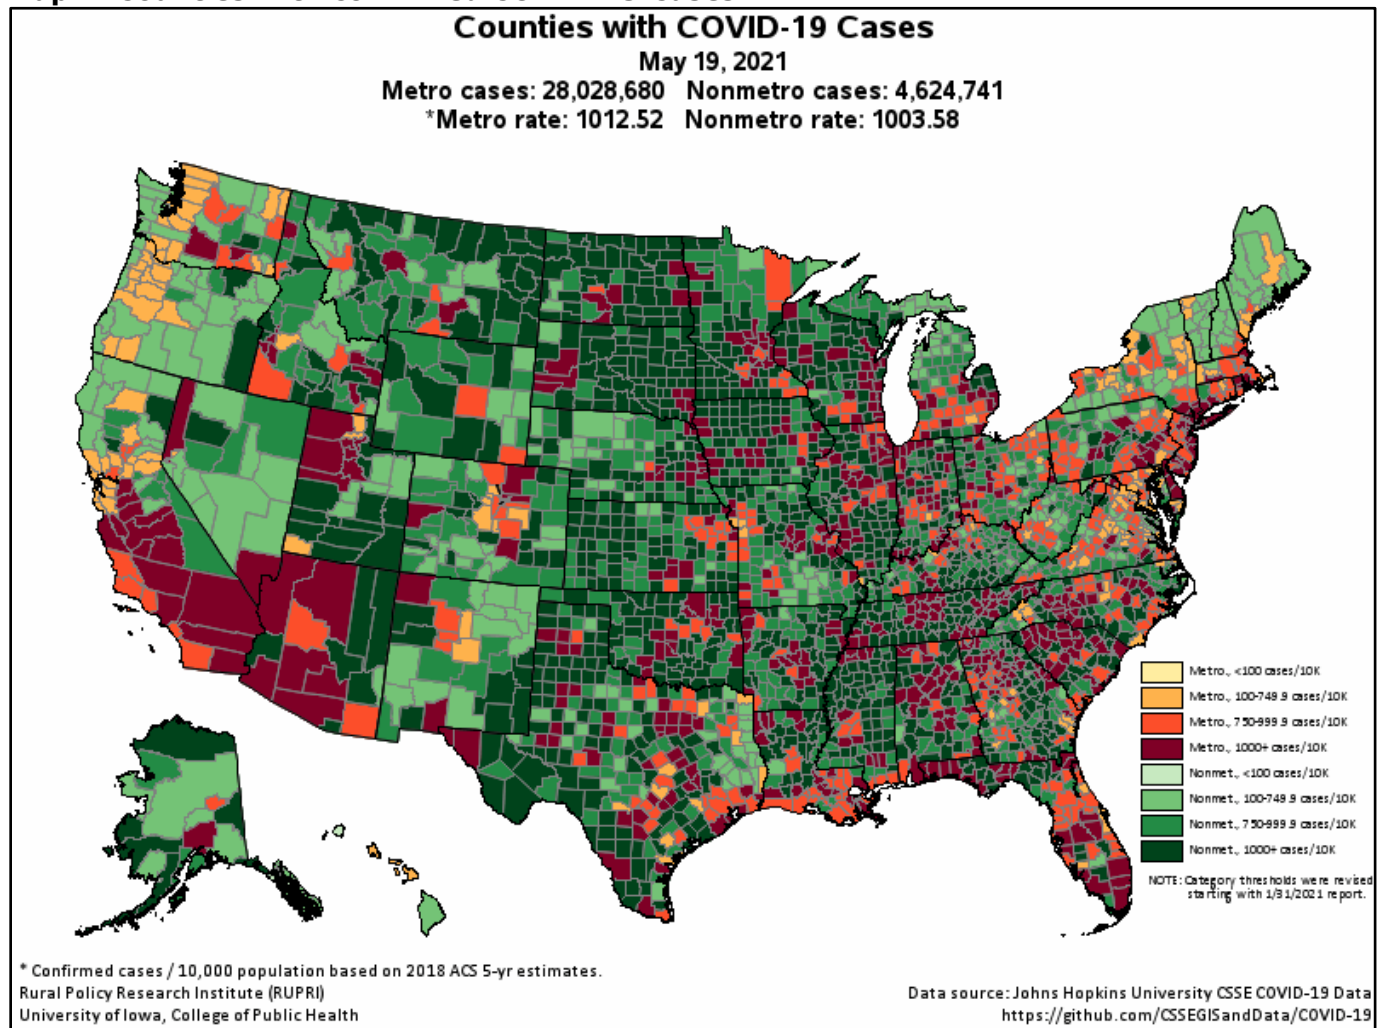 Counties with COVID-19 Cases
May 19, 2021
Metro cases: 28,028,680 Nonmetro cases: 4,624,741
*Metro rate: 1012.52 Nonmetro rate: 1003.58
Metro., <100 cases/10K
Metro., 100-749.9 cases/10K
Metro., 750-999.9 cases/10K
Metro., 1000+ cases/10K
Nonmet., <100 cases/10K
Nonmet., 100-749.9 cases/10K
Nonmet., 750-999.9 cases/10K
Nonmet., 1000+ cases/10K
NOTE: Category thresholds were revised
starting with 1/31/2021 report.
* Confirmed cases / 10,000 population based on 2018 ACS 5-yr estimates.
Rural Policy Research Institute (RUPRI)
University of Iowa, College of Public Health
Data source: Johns Hopkins University CSSE COVID-19 Data
https://github.com/CSSEGISandData/COVID-19